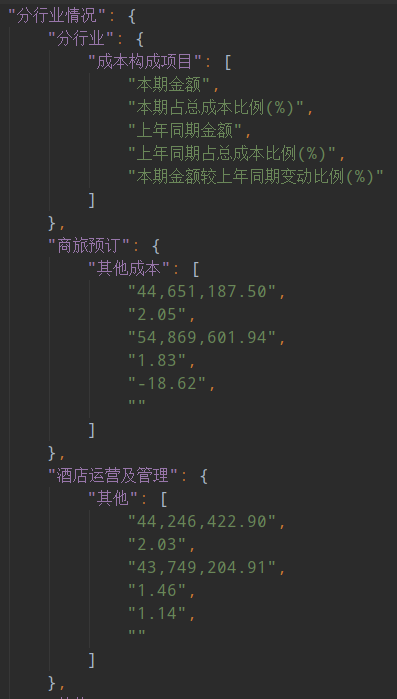 "分行业情况": {
"分行业": {
"成本构成项目": [
"本期金额",
"本期占总成本比例(%)",
"上年同期金额",
"上年同期占总成本比例(%)",
"本期金额较上年同期变动比例(%)"
]
},
"商旅预订": {
"其他成本": [
"44,651,187.50",
"2.05",
"54,869,601.94",
"1.83",
"-18.62",
""
]
},
"酒店运营及管理": {
"其他": [
"44,246,422.90",
"2.03",
"43,749,204.91",
"1.46",
"1.14",
""
]
},